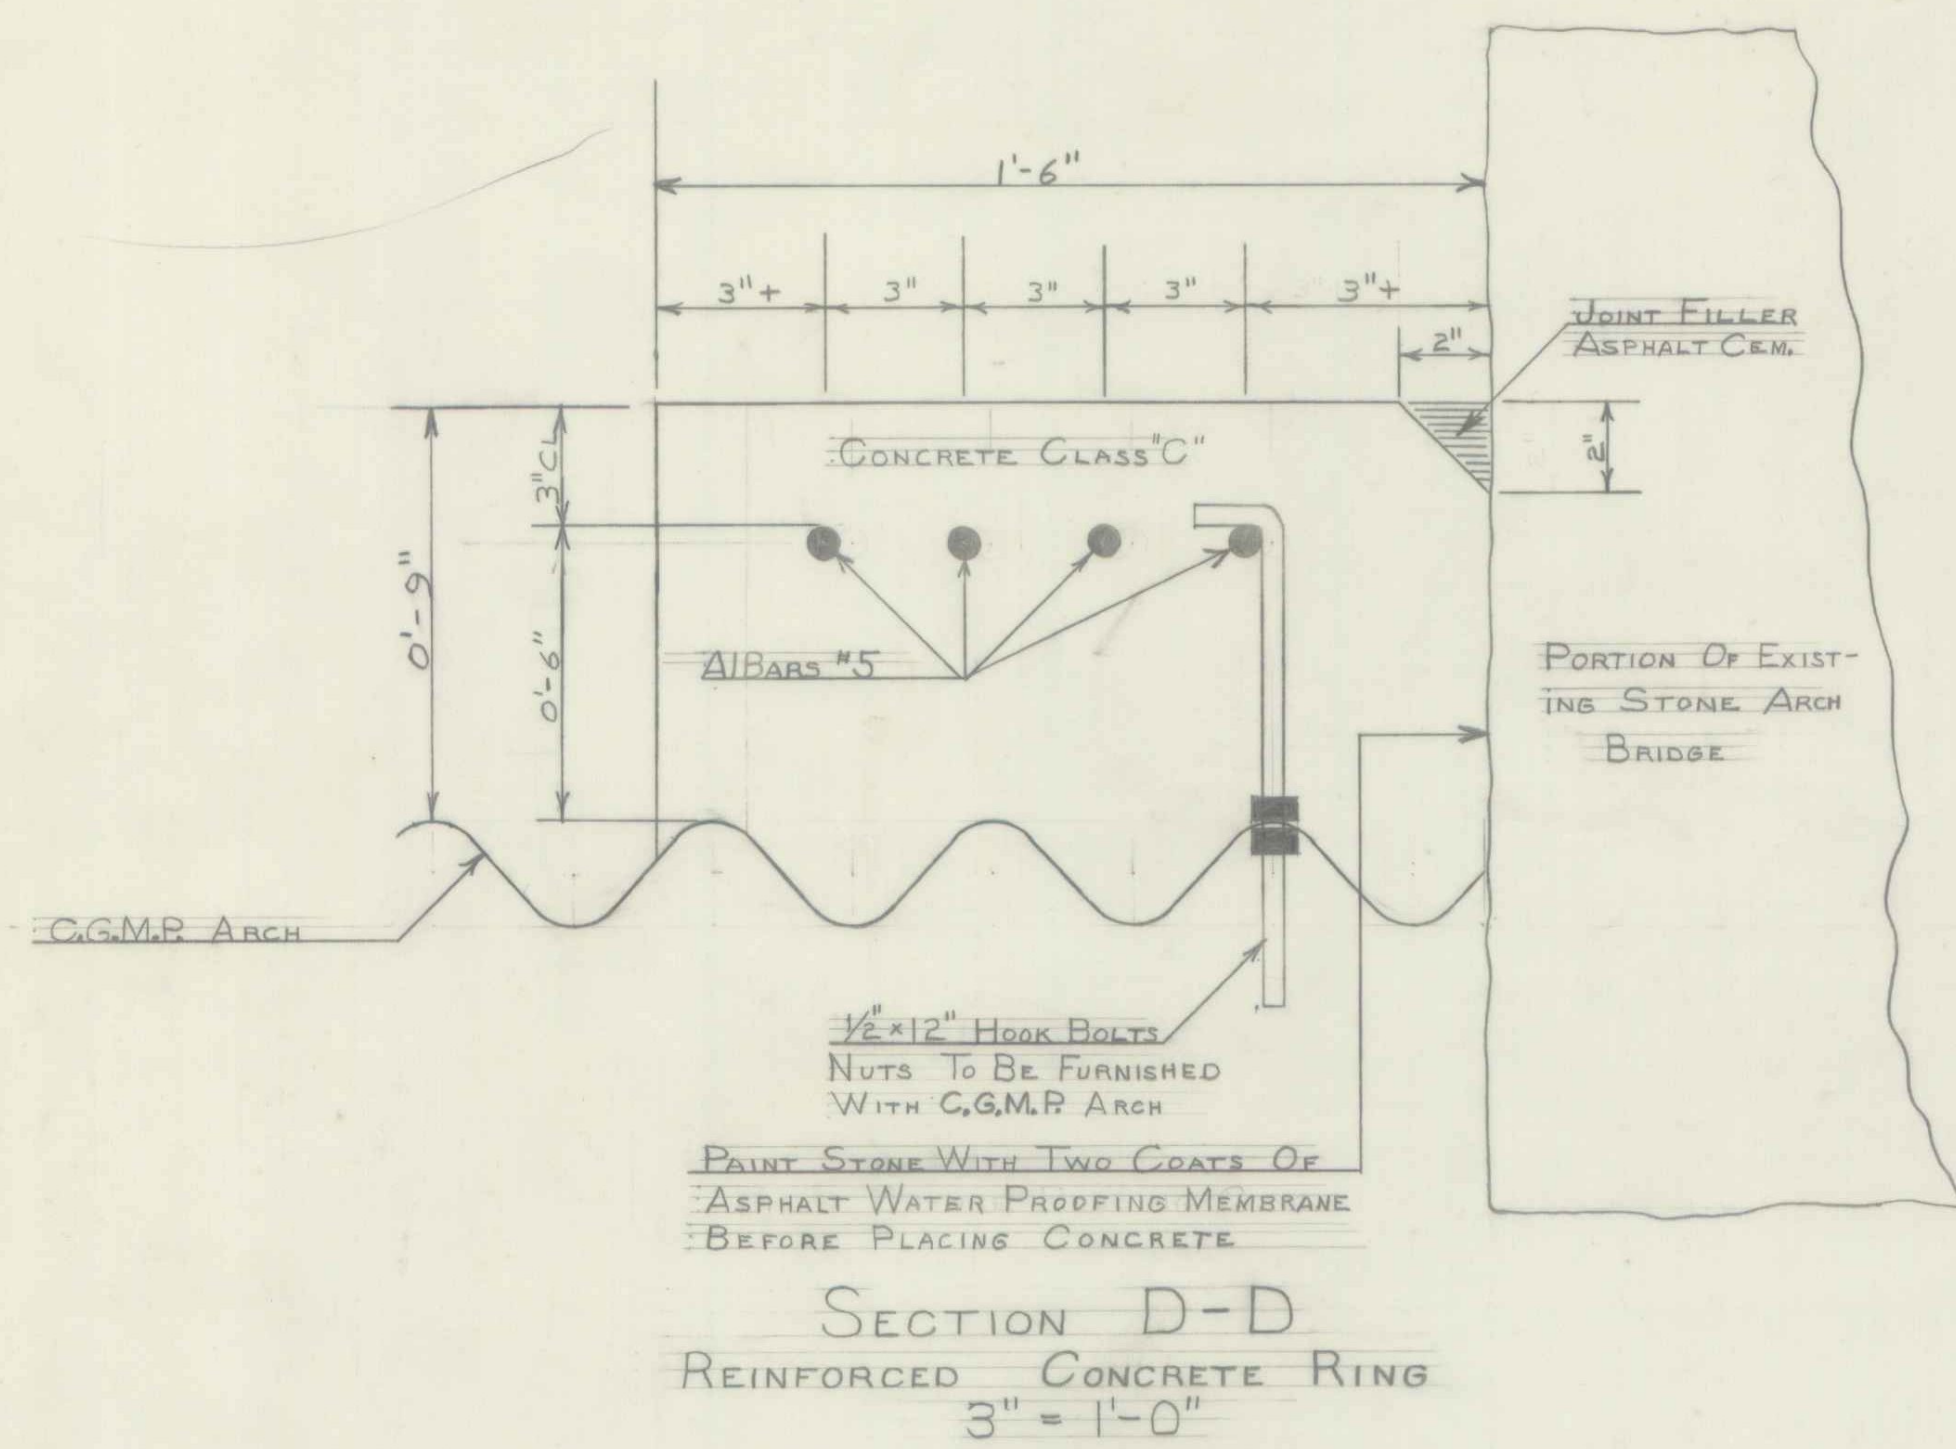 1'-6"
3"+ 3" 3" 3" 3"+
2"
JOINT FILLER
ASPHALT CEM.
2"
CONCRETE CLASS "C"
3"CL
0'-9"
0'-6"
A1BARS #5
PORTION OF EXIST-
ING STONE ARCH
BRIDGE
C.G.M.P. ARCH
1/2"x12" HOOK BOLTS
NUTS TO BE FURNISHED
WITH C.G.M.P. ARCH
PAINT STONE WITH TWO COATS OF
ASPHALT WATER PROOFING MEMBRANE
BEFORE PLACING CONCRETE
SECTION D-D
REINFORCED CONCRETE RING
3" = 1'-0"